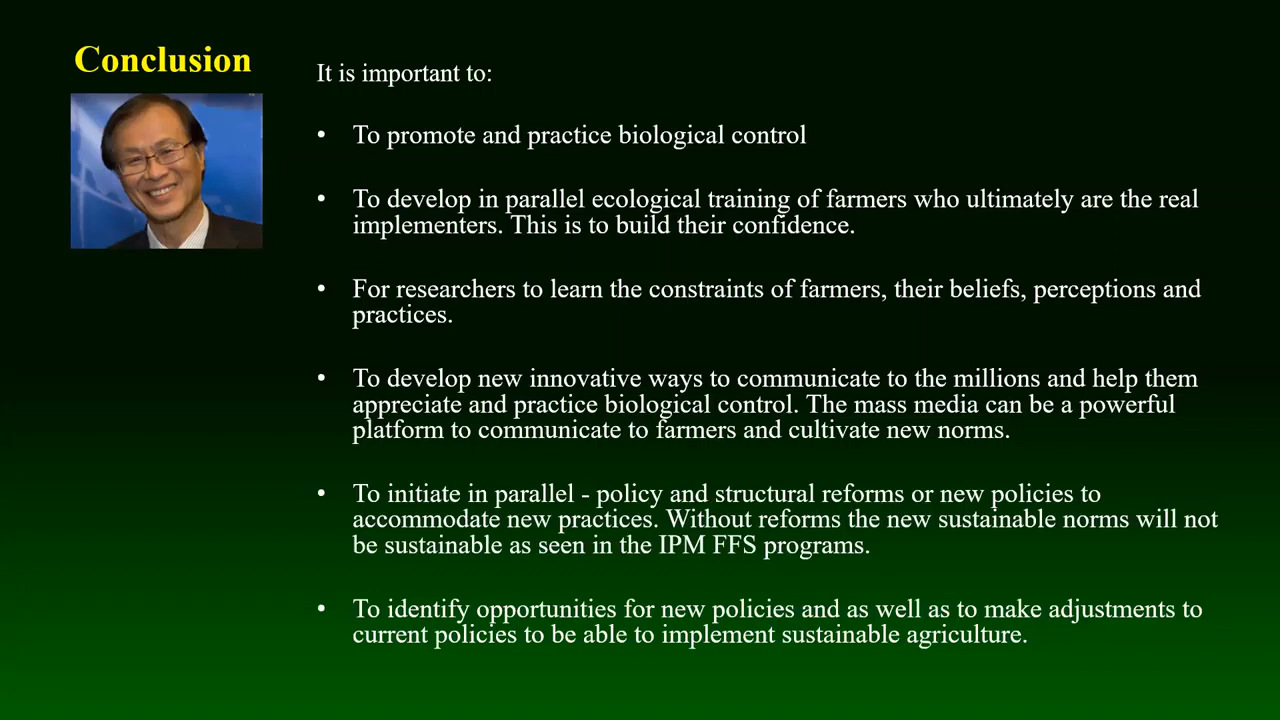 Conclusion
It is important to:
• To promote and practice biological control
• To develop in parallel ecological training of farmers who ultimately are the real
implementers. This is to build their confidence.
• For researchers to learn the constraints of farmers, their beliefs, perceptions and
practices.
• To develop new innovative ways to communicate to the millions and help them
appreciate and practice biological control. The mass media can be a powerful
platform to communicate to farmers and cultivate new norms.
• To initiate in parallel - policy and structural reforms or new policies to
accommodate new practices. Without reforms the new sustainable norms will not
be sustainable as seen in the IPM FFS programs.
• To identify opportunities for new policies and as well as to make adjustments to
current policies to be able to implement sustainable agriculture.